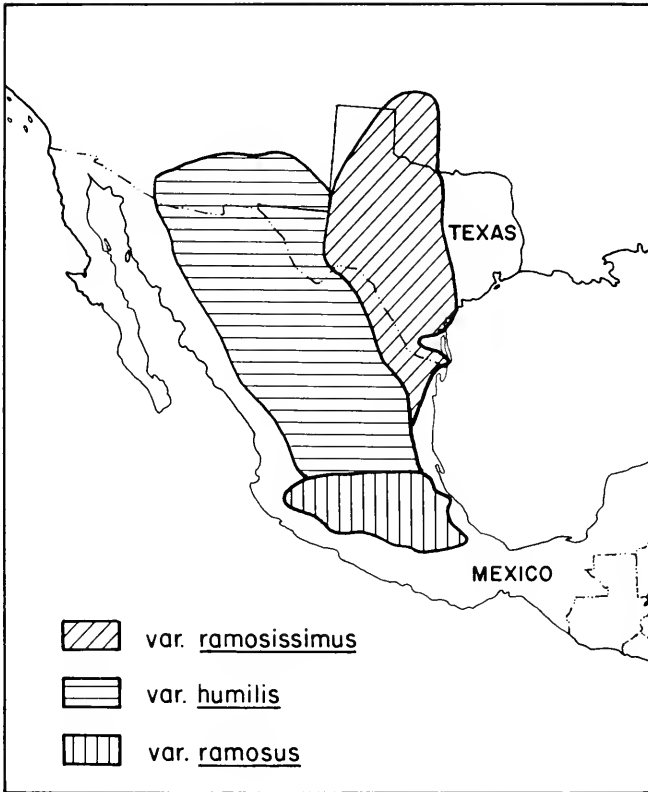 TEXAS
MEXICO
var. ramosissimus
var. humilis
var. ramosus